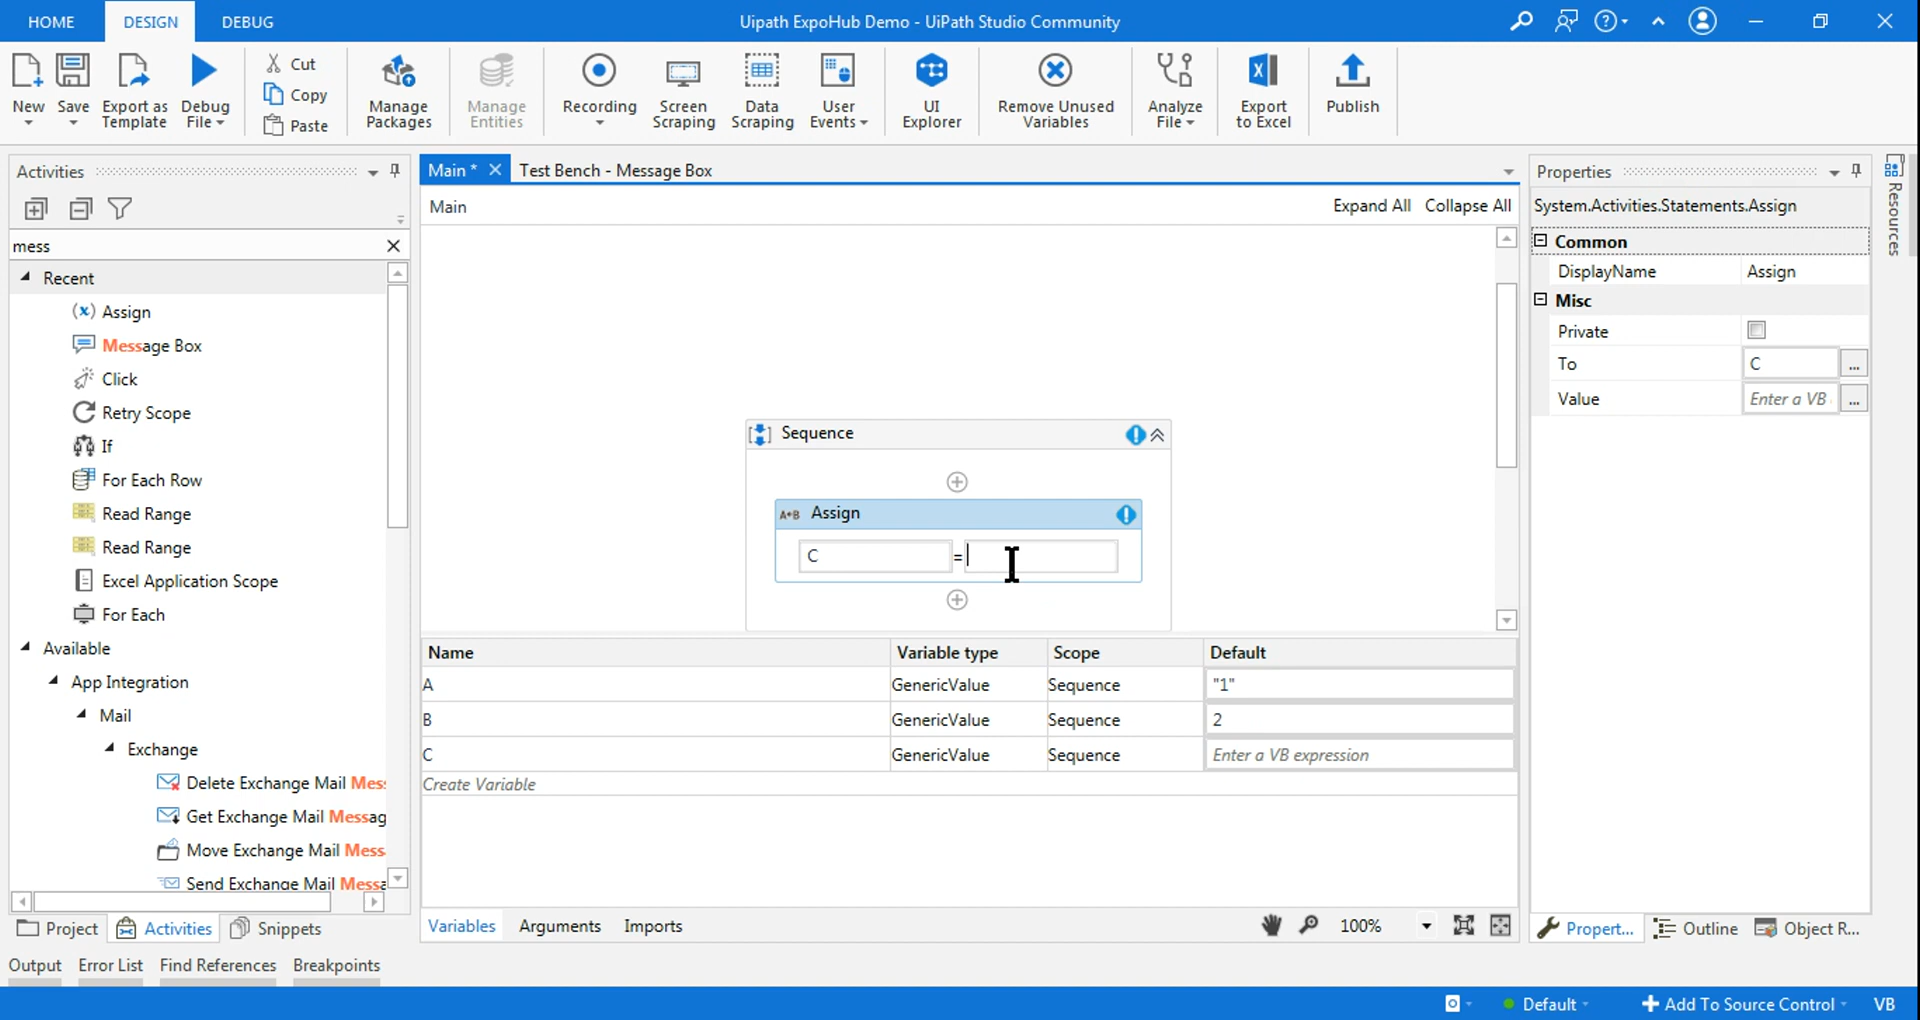 HOME DESIGN DEBUG Uipath ExpoHub Demo - UiPath Studio Community
New Save Export as Template Debug File Cut Copy Paste Manage Packages Manage Entities Recording Screen Scraping Data Scraping User Events UI Explorer Remove Unused Variables Analyze File Export to Excel Publish
Activities
mess
Recent
(x) Assign
Message Box
Click
Retry Scope
If
For Each Row
Read Range
Read Range
Excel Application Scope
For Each
Available
App Integration
Mail
Exchange
Delete Exchange Mail Mes
Get Exchange Mail Messag
Move Exchange Mail Mess
Send Exchange Mail Messa
Project Activities Snippets
Main * Test Bench - Message Box
Main Expand All Collapse All
Sequence
A+B Assign
C =
Name Variable type Scope Default
A GenericValue Sequence "1"
B GenericValue Sequence 2
C GenericValue Sequence Enter a VB expression
Create Variable
Variables Arguments Imports 100%
Properties
System.Activities.Statements.Assign
Common
DisplayName Assign
Misc
Private
To C ...
Value Enter a VB ...
Propert... Outline Object R...
Resources
Output Error List Find References Breakpoints
Default Add To Source Control VB